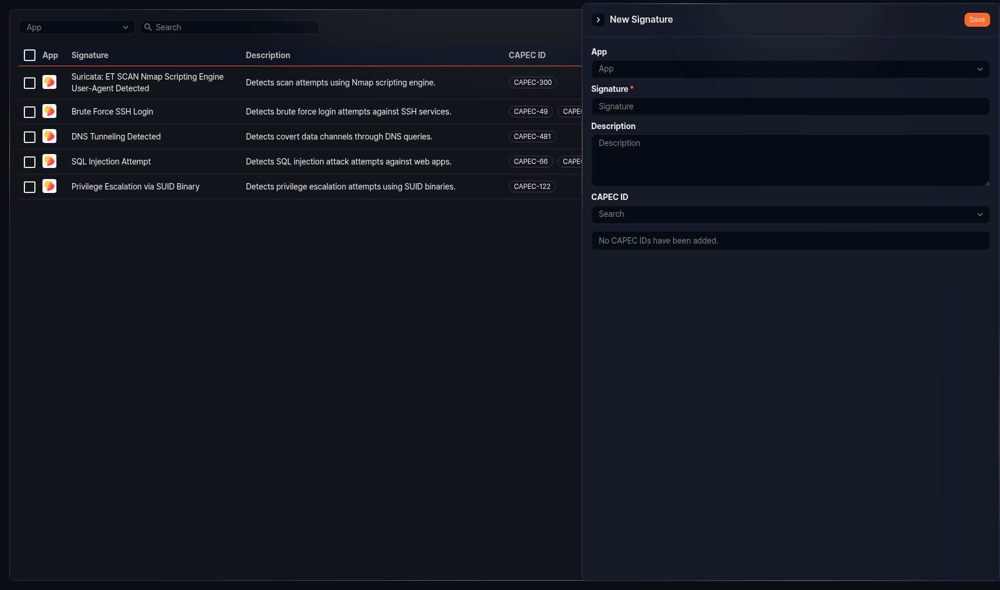 App
Search
App Signature Description CAPEC ID
Suricata: ET SCAN Nmap Scripting Engine
User-Agent Detected
Detects scan attempts using Nmap scripting engine.
CAPEC-300
Brute Force SSH Login
Detects brute force login attempts against SSH services.
CAPEC-49 CAPE
DNS Tunneling Detected
Detects covert data channels through DNS queries.
CAPEC-481
SQL Injection Attempt
Detects SQL injection attack attempts against web apps.
CAPEC-66 CAPE
Privilege Escalation via SUID Binary
Detects privilege escalation attempts using SUID binaries.
CAPEC-122
New Signature
Save
App
App
Signature *
Signature
Description
Description
CAPEC ID
Search
No CAPEC IDs have been added.